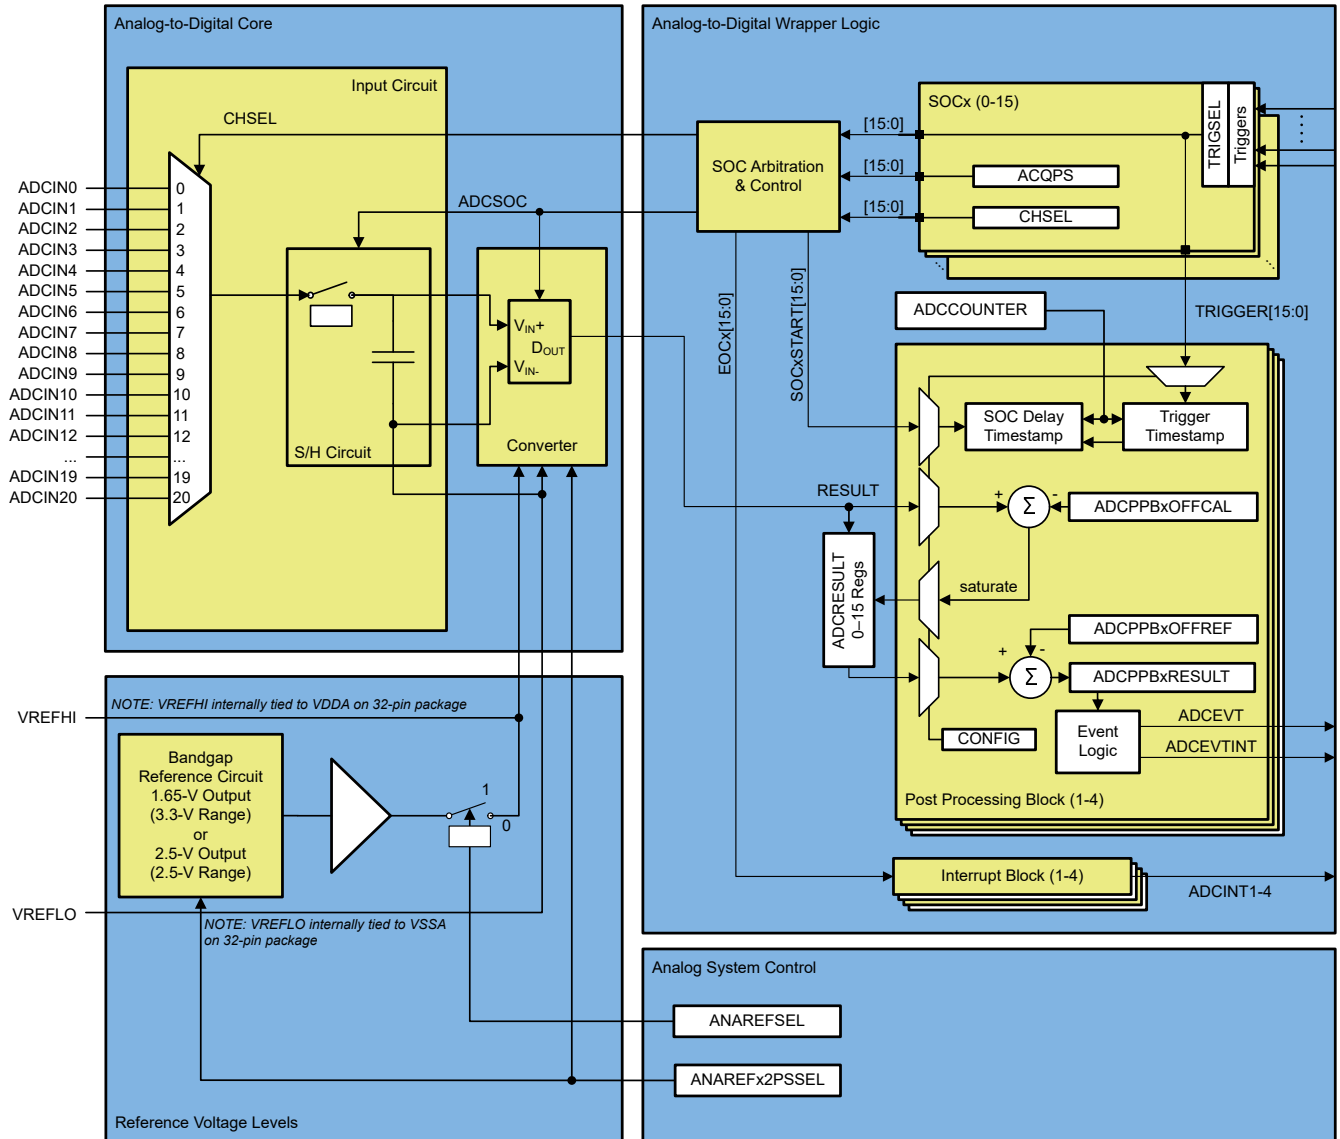 Analog-to-Digital Core
Input Circuit
CHSEL
ADCIN0
ADCIN1
ADCIN2
ADCIN3
ADCIN4
ADCIN5
ADCIN6
ADCIN7
ADCIN8
ADCIN9
ADCIN10
ADCIN11
ADCIN12
...
ADCIN19
ADCIN20
0
1
2
3
4
5
6
7
8
9
10
11
12
...
19
20
ADCSOC
S/H Circuit
VIN+
DOUT
VIN-
Converter
Analog-to-Digital Wrapper Logic
SOC Arbitration
& Control
[15:0]
[15:0]
[15:0]
SOCx (0-15)
ACQPS
CHSEL
TRIGSEL
Triggers
EOCx[15:0]
SOCxSTART[15:0]
ADCCOUNTER
TRIGGER[15:0]
SOC Delay
Timestamp
Trigger
Timestamp
RESULT
+
Σ
-
ADCPPBxOFFCAL
ADCRESULT
0–15 Regs
saturate
ADCPPBxOFFREF
+
-
Σ
ADCPPBxRESULT
CONFIG
Event
Logic
ADCEVT
ADCEVTINT
Post Processing Block (1-4)
Interrupt Block (1-4)
ADCINT1-4
VREFHI
NOTE: VREFHI internally tied to VDDA on 32-pin package
Bandgap
Reference Circuit
1.65-V Output
(3.3-V Range)
or
2.5-V Output
(2.5-V Range)
1
0
VREFLO
NOTE: VREFLO internally tied to VSSA
on 32-pin package
Reference Voltage Levels
Analog System Control
ANAREFSEL
ANAREFx2PSSEL